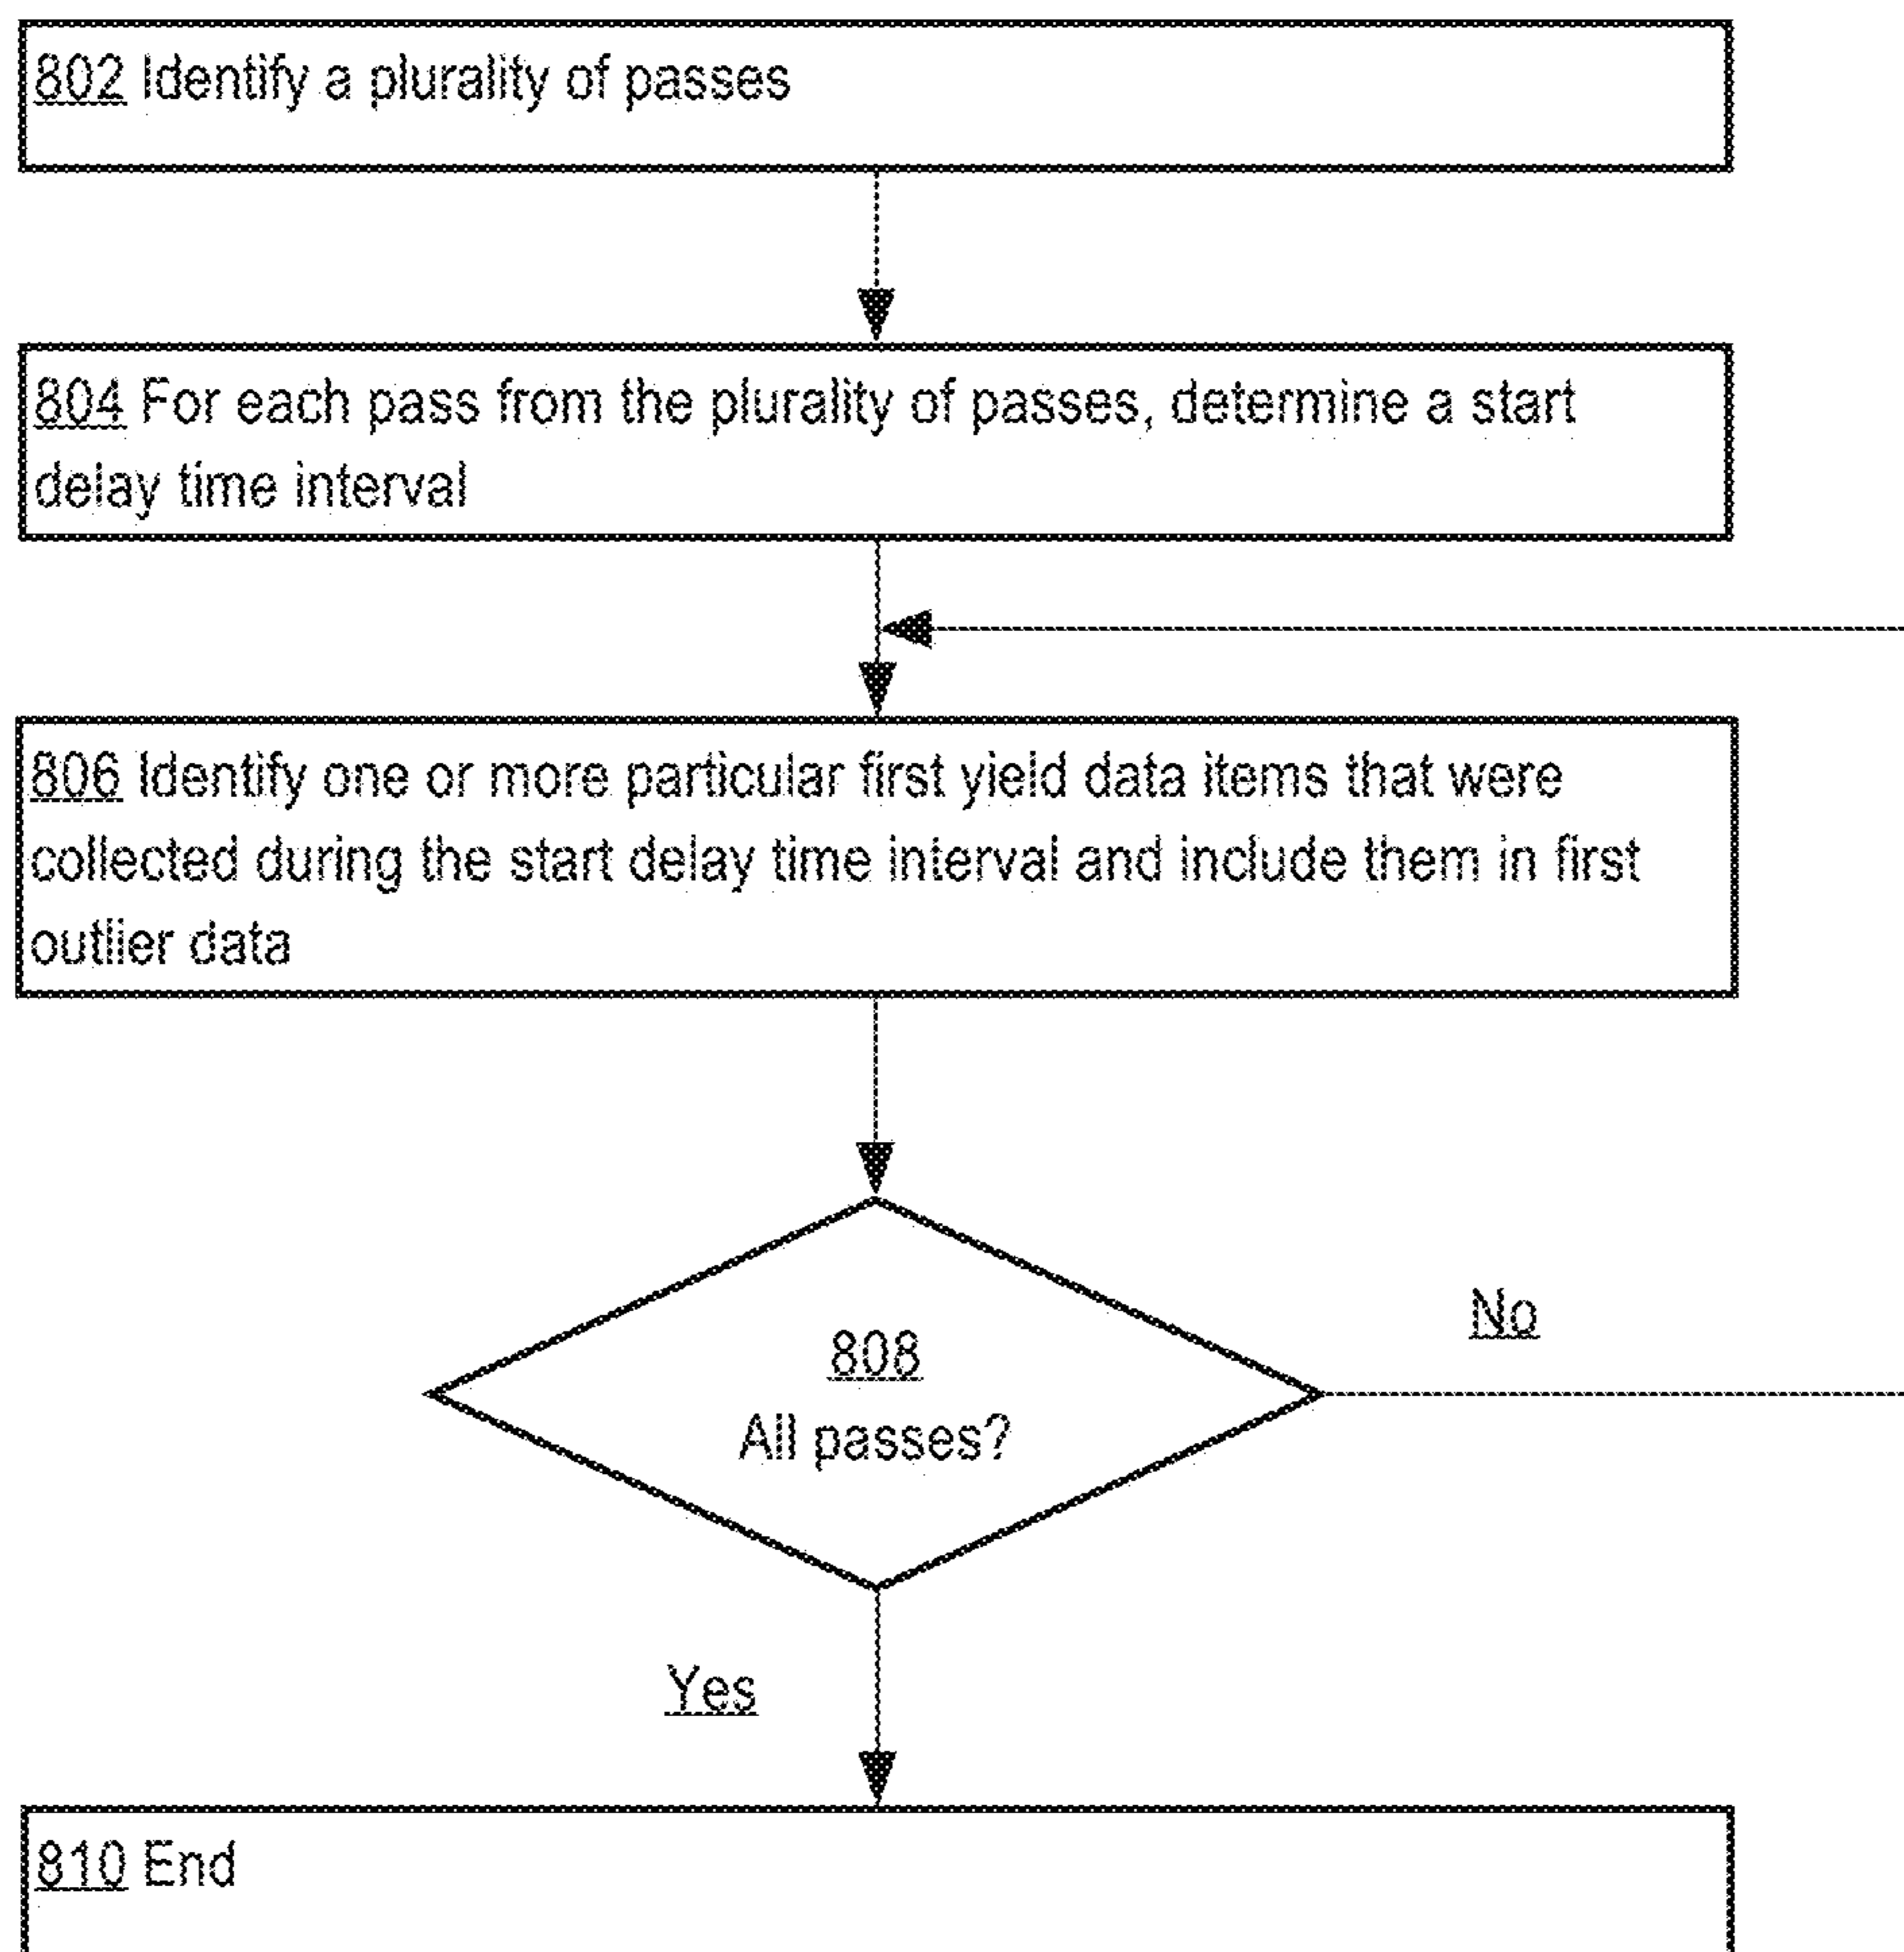 802 Identify a plurality of passes
804 For each pass from the plurality of passes, determine a start
delay time interval
806 Identify one or more particular first yield data items that were
collected during the start delay time interval and include them in first
outlier data
808
All passes?
No
Yes
810 End